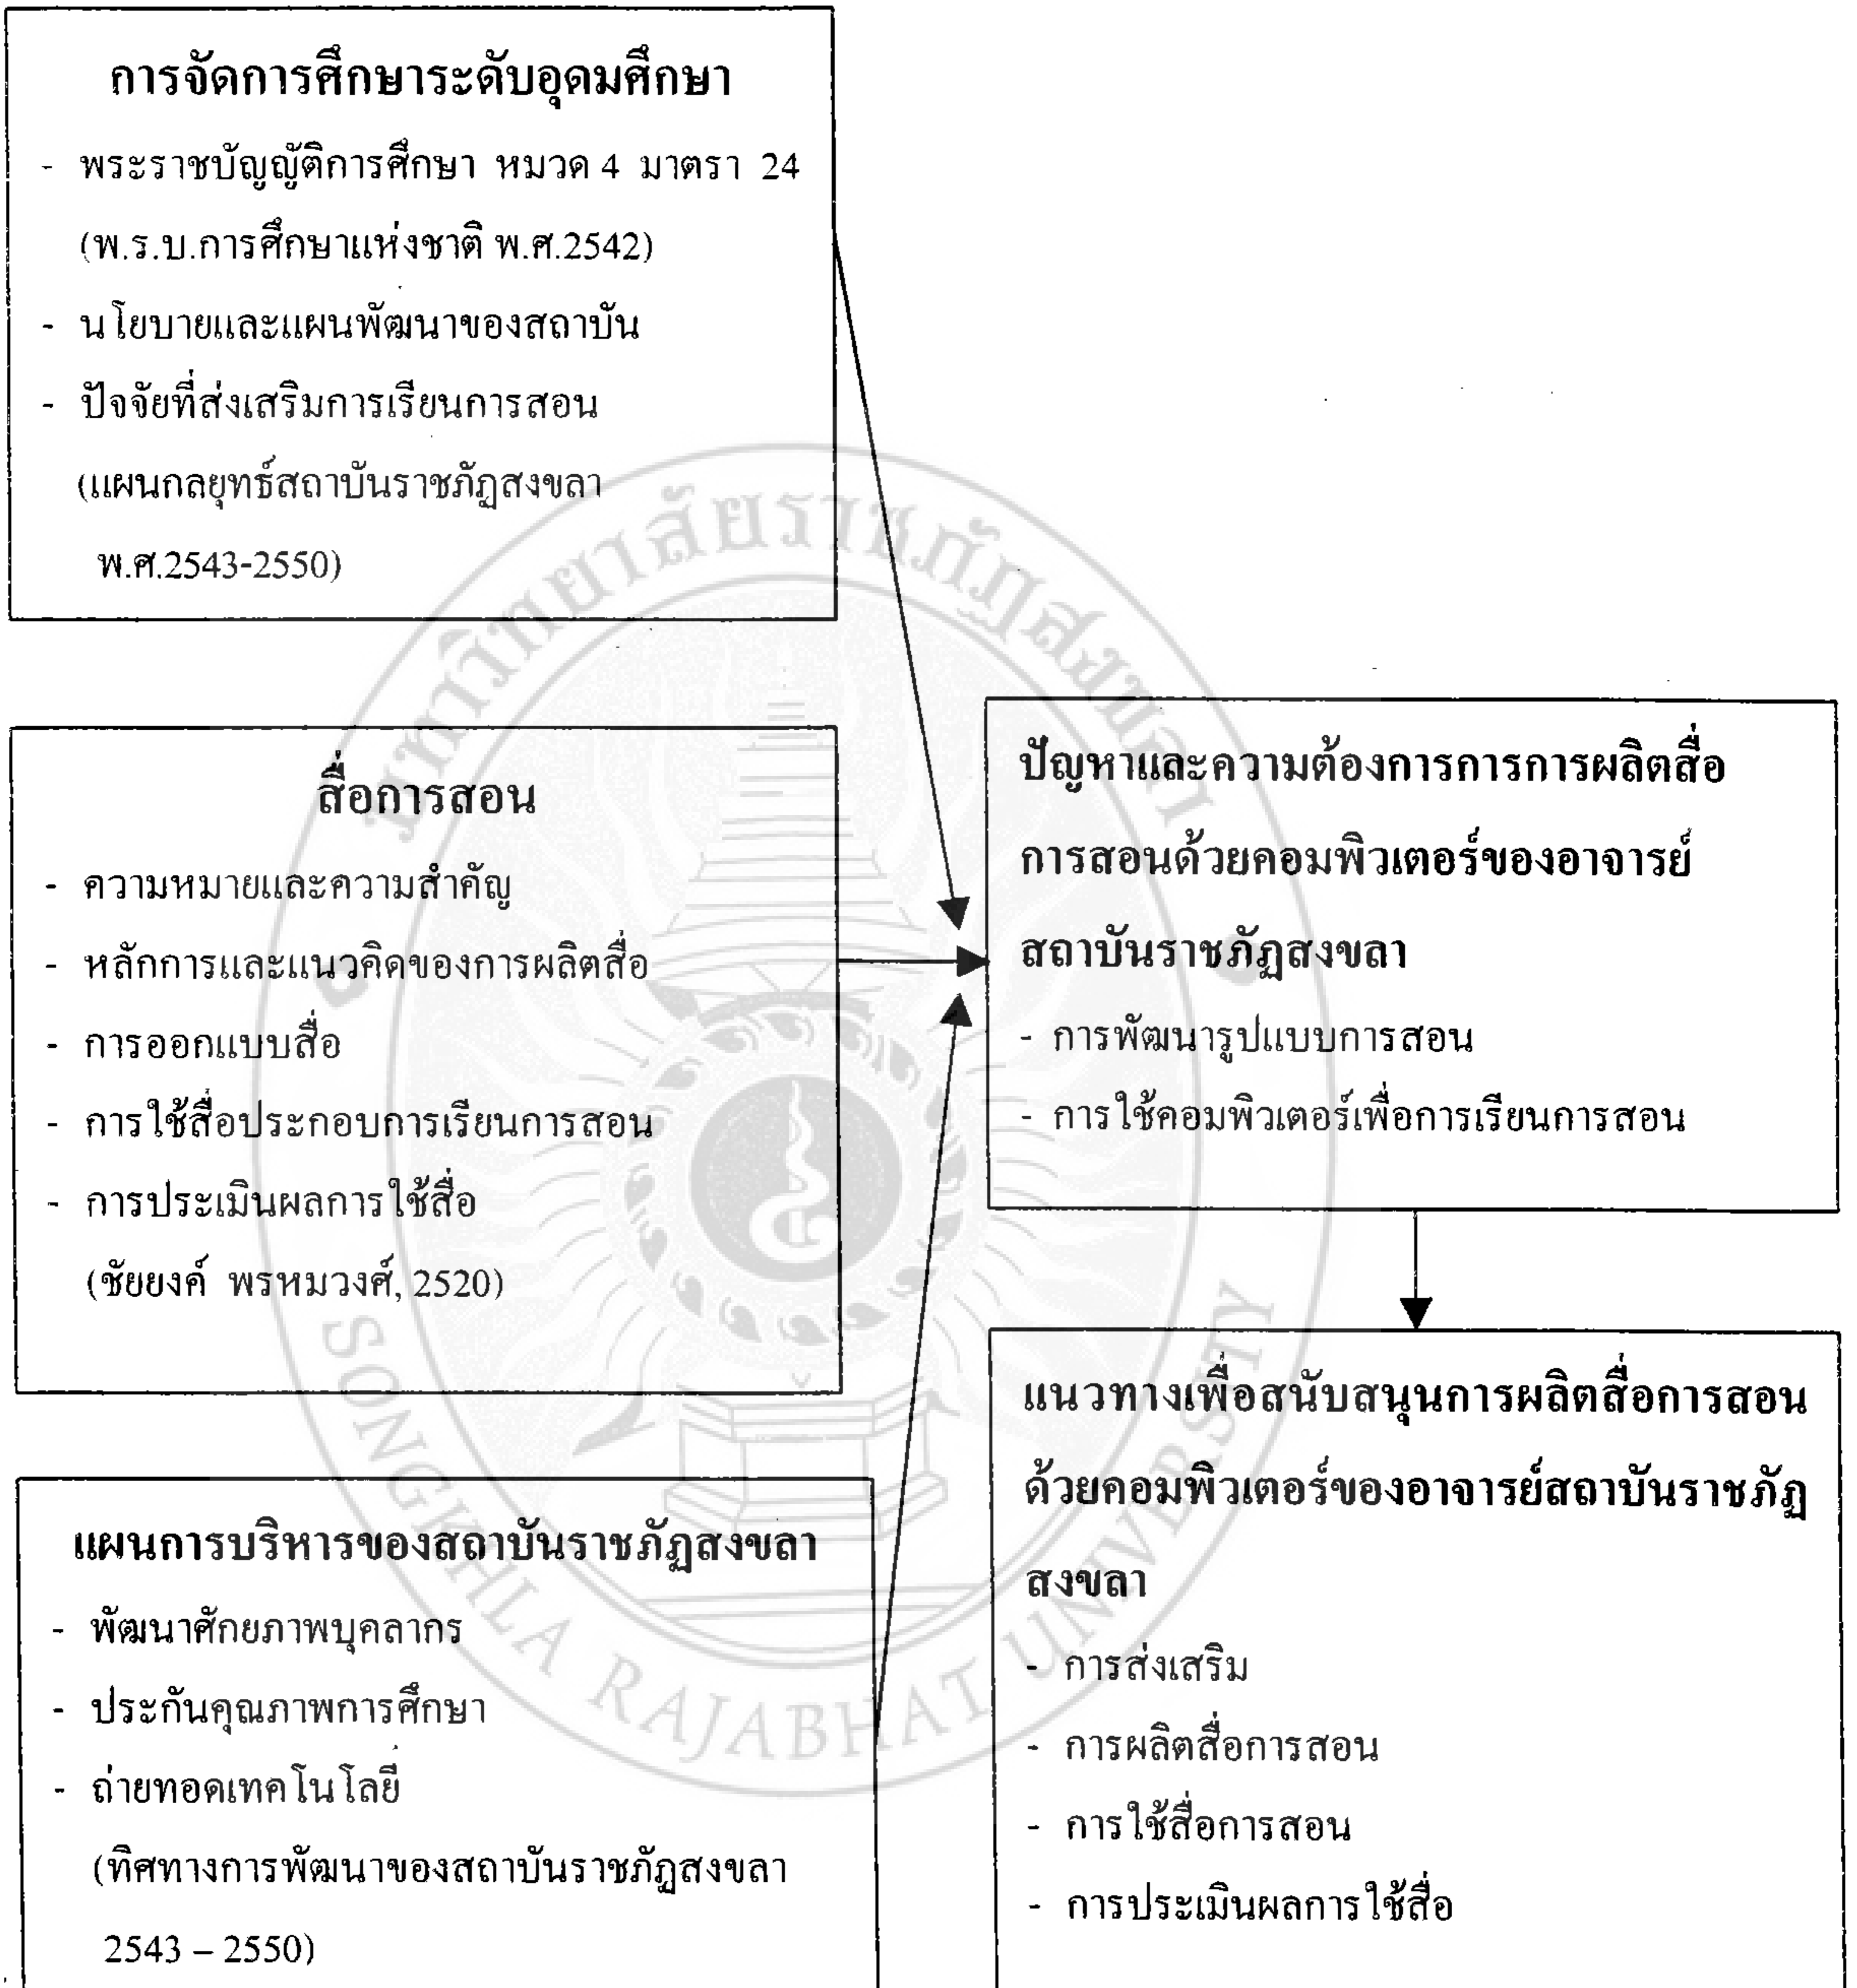 การจัดการศึกษาระดับอุดมศึกษา
- พระราชบัญญัติการศึกษา หมวด 4 มาตรา 24
(พ.ร.บ.การศึกษาแห่งชาติ พ.ศ.2542)
- นโยบายและแผนพัฒนาของสถาบัน
- ปัจจัยที่ส่งเสริมการเรียนการสอน
(แผนกลยุทธ์สถาบันราชภัฏสงขลา
พ.ศ.2543-2550)
สื่อการสอน
- ความหมายและความสำคัญ
- หลักการและแนวคิดของการผลิตสื่อ
- การออกแบบสื่อ
- การใช้สื่อประกอบการเรียนการสอน
- การประเมินผลการใช้สื่อ
(ชัยยงค์ พรหมวงศ์, 2520)
แผนการบริหารของสถาบันราชภัฏสงขลา
- พัฒนาศักยภาพบุคลากร
- ประกันคุณภาพการศึกษา
- ถ่ายทอดเทคโนโลยี
(ทิศทางการพัฒนาของสถาบันราชภัฏสงขลา
2543 – 2550)
ปัญหาและความต้องการการการผลิตสื่อ
การสอนด้วยคอมพิวเตอร์ของอาจารย์
สถาบันราชภัฏสงขลา
- การพัฒนารูปแบบการสอน
- การใช้คอมพิวเตอร์เพื่อการเรียนการสอน
แนวทางเพื่อสนับสนุนการผลิตสื่อการสอน
ด้วยคอมพิวเตอร์ของอาจารย์สถาบันราชภัฏ
สงขลา
- การส่งเสริม
- การผลิตสื่อการสอน
- การใช้สื่อการสอน
- การประเมินผลการใช้สื่อ
มหาวิทยาลัยราชภัฏสงขลา
SONGKHLA RAJABHAT UNIVERSITY